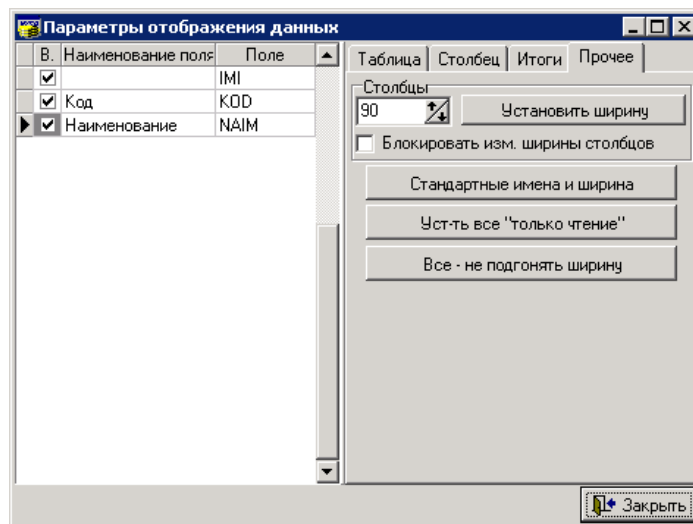 Параметры отображения данных
В. Наименование поля Поле
IMI
Код KOD
Наименование NAIM
Таблица Столбец Итоги Прочее
Столбцы
90 Установить ширину
Блокировать изм. ширины столбцов
Стандартные имена и ширина
Уст-ть все "только чтение"
Все - не подгонять ширину
Закрыть